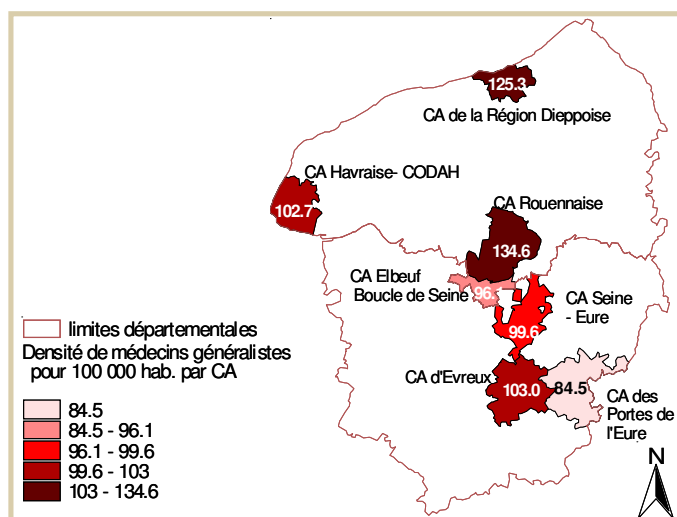 125.3
CA de la Région Dieppoise
CA Havraise- CODAH
102.7
CA Rouennaise
134.6
CA Elbeuf
Boucle de Seine
96.1
CA Seine
- Eure
99.6
CA d'Evreux
103.0
84.5
CA des
Portes de
l'Eure
limites départementales
Densité de médecins généralistes
pour 100 000 hab. par CA
84.5
84.5 - 96.1
96.1 - 99.6
99.6 - 103
103 - 134.6
N